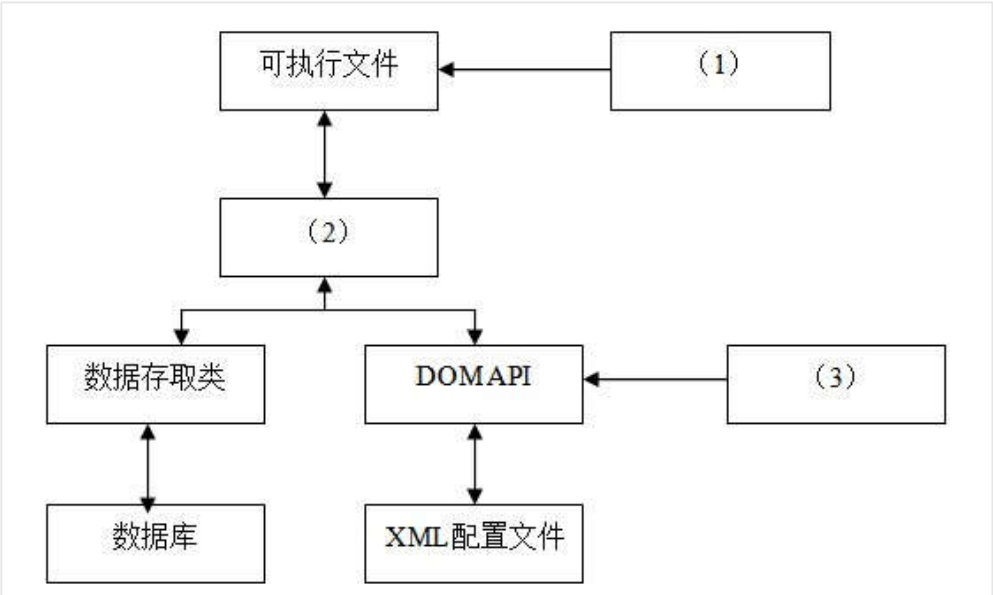 可执行文件
（1）
（2）
数据存取类
DOMAPI
（3）
数据库
XML配置文件